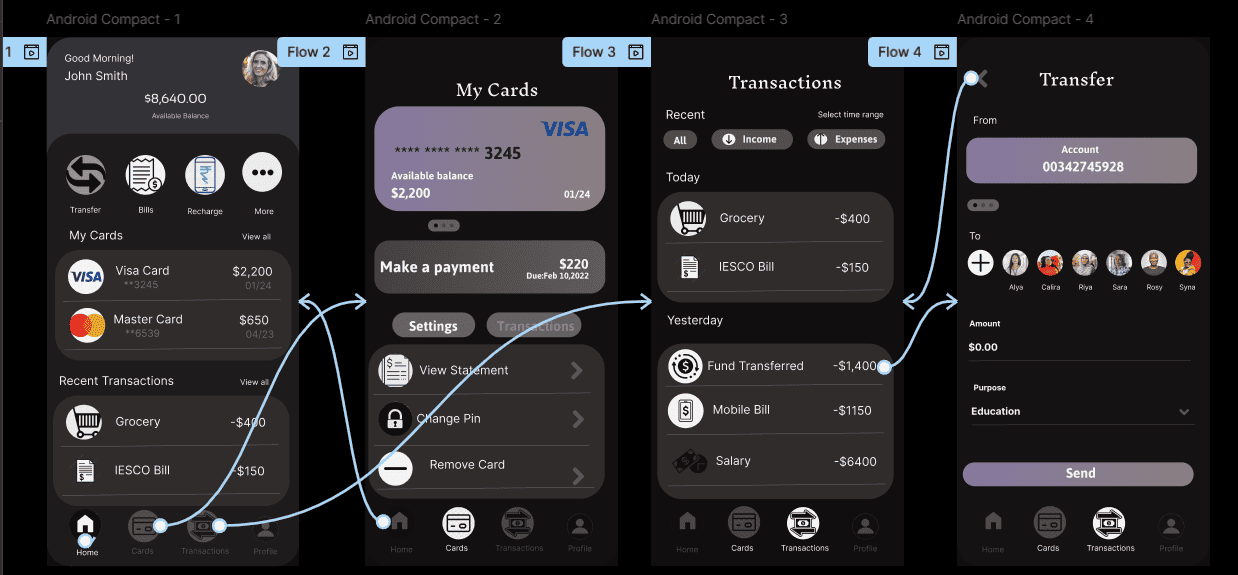 Android Compact - 1
1
Good Morning!
John Smith
$8,640.00
Available Balance
Transfer
Bills
Recharge
More
My Cards
View all
VISA
Visa Card
**3245
$2,200
01/24
Master Card
**6539
$650
04/23
Recent Transactions
View all
Grocery
-$400
IESCO Bill
-$150
Home
Cards
Transactions
Profile
Android Compact - 2
Flow 2
My Cards
VISA
**** **** **** 3245
Available balance
$2,200
01/24
Make a payment
$220
Due:Feb 10,2022
Settings
Transactions
View Statement
Change Pin
Remove Card
Home
Cards
Transactions
Profile
Android Compact - 3
Flow 3
Transactions
Recent
Select time range
All
Income
Expenses
Today
Grocery
-$400
IESCO Bill
-$150
Yesterday
Fund Transferred
-$1,400
Mobile Bill
-$1150
Salary
-$6400
Home
Cards
Transactions
Profile
Android Compact - 4
Flow 4
Transfer
From
Account
00342745928
To
Alya
Calira
Riya
Sara
Rosy
Syna
Amount
$0.00
Purpose
Education
Send
Home
Cards
Transactions
Profile